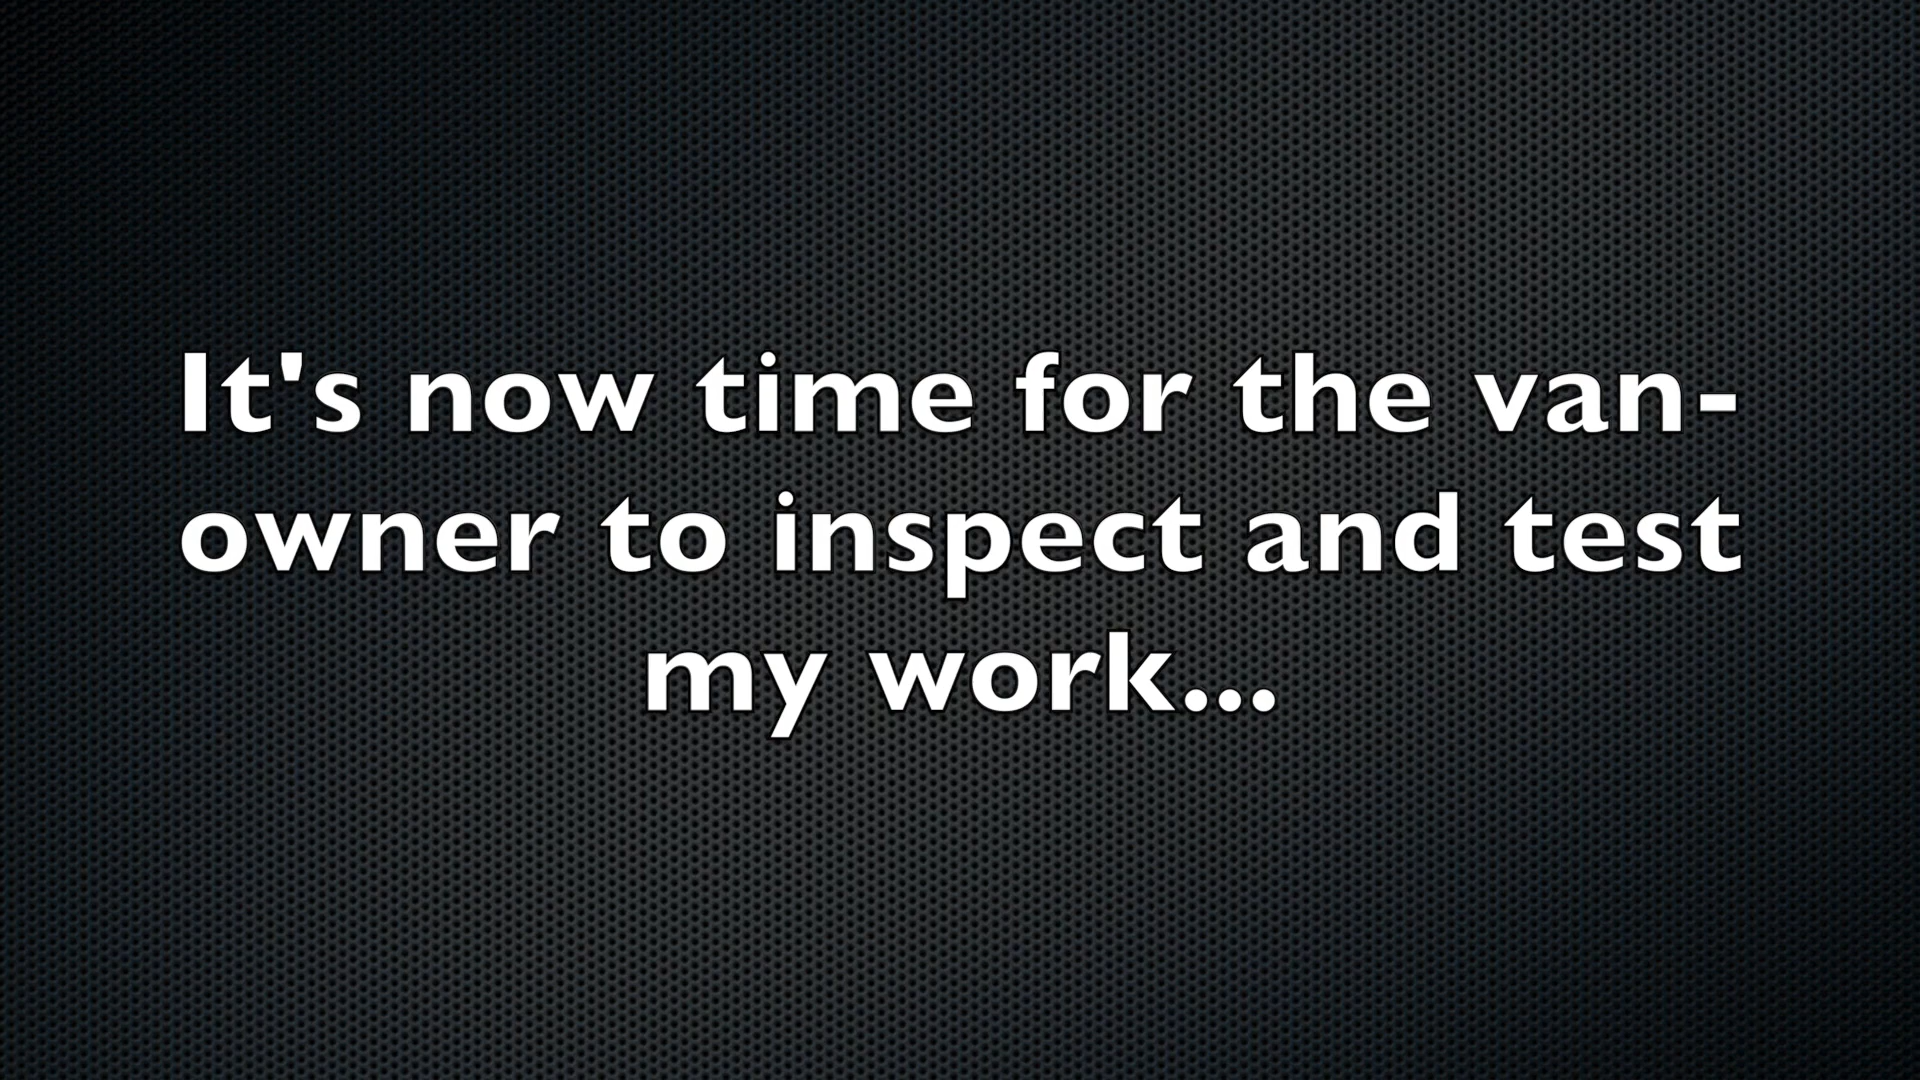 It's now time for the van-
owner to inspect and test
my work...